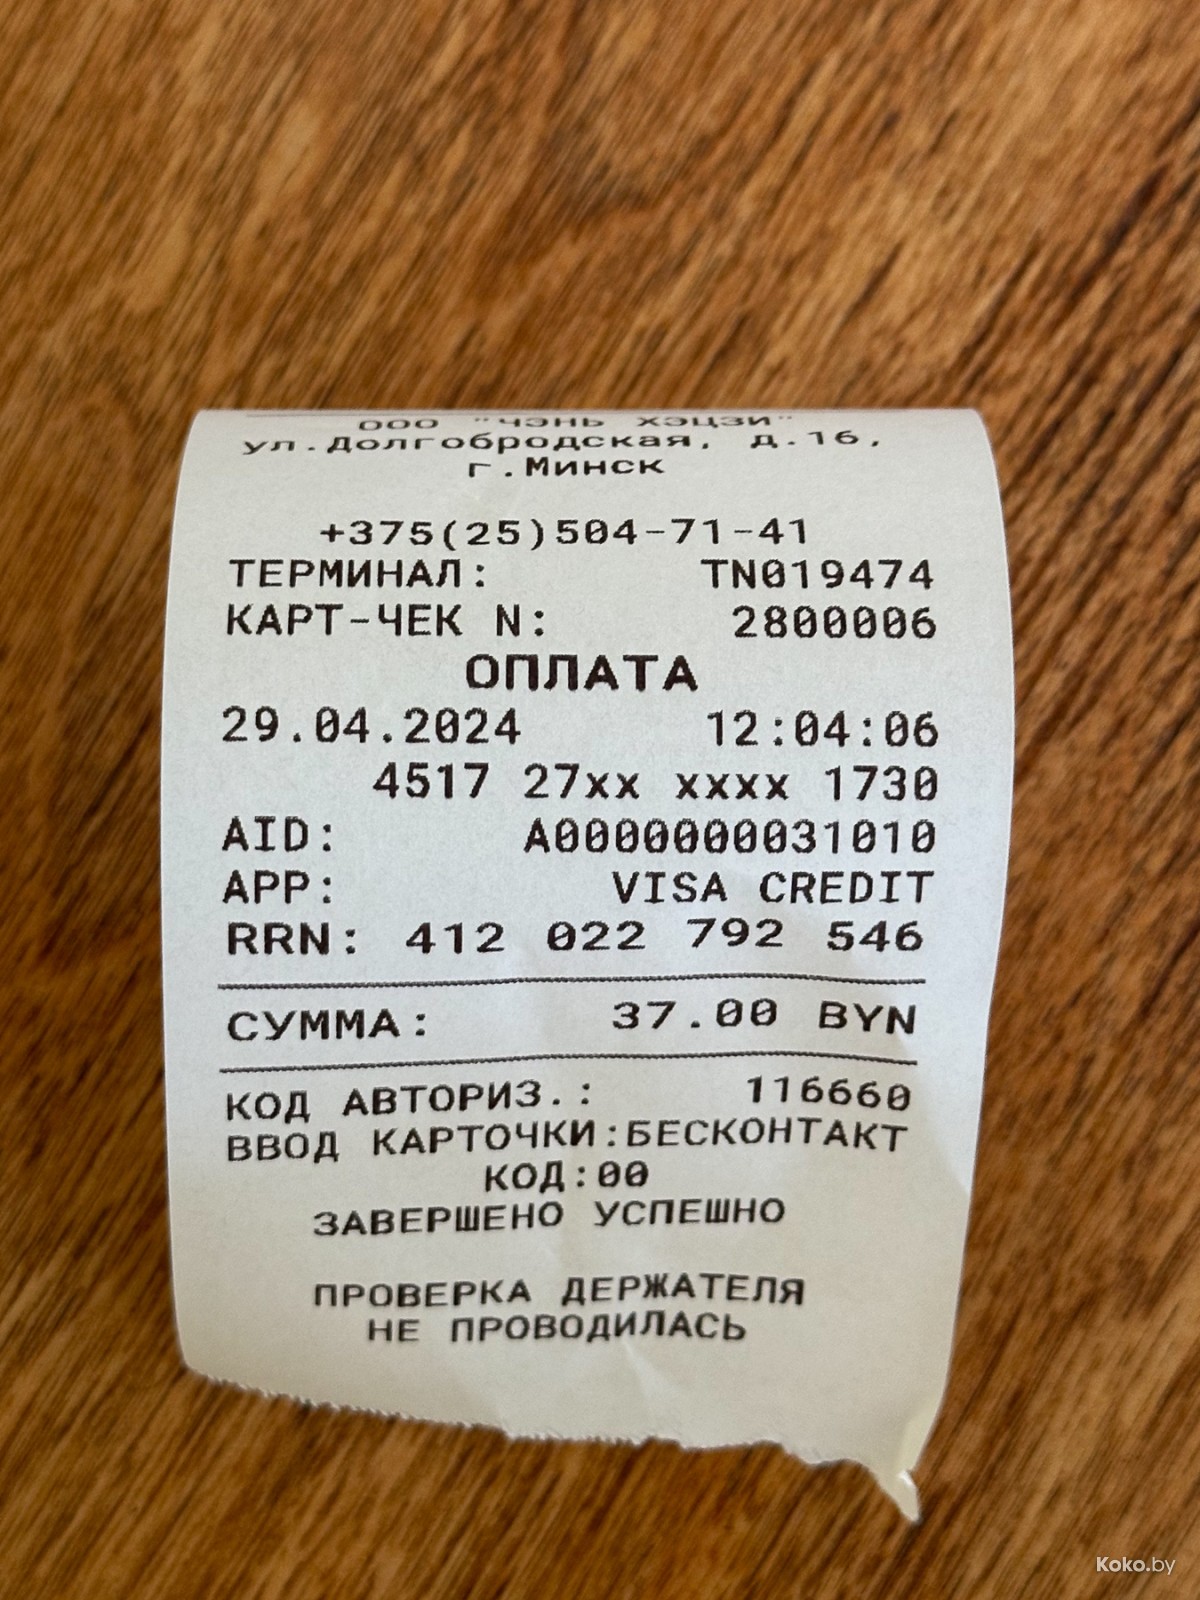 ООО "ЧЭНЬ ХЭЦЗИ"
ул.Долгобродская, д.16,
г.Минск
+375(25)504-71-41
ТЕРМИНАЛ: TN019474
КАРТ-ЧЕК N: 2800006
ОПЛАТА
29.04.2024 12:04:06
4517 27xx xxxx 1730
AID: A0000000031010
APP: VISA CREDIT
RRN: 412 022 792 546
СУММА: 37.00 BYN
КОД АВТОРИЗ.: 116660
ВВОД КАРТОЧКИ:БЕСКОНТАКТ
КОД:00
ЗАВЕРШЕНО УСПЕШНО
ПРОВЕРКА ДЕРЖАТЕЛЯ
НЕ ПРОВОДИЛАСЬ
Koko.by